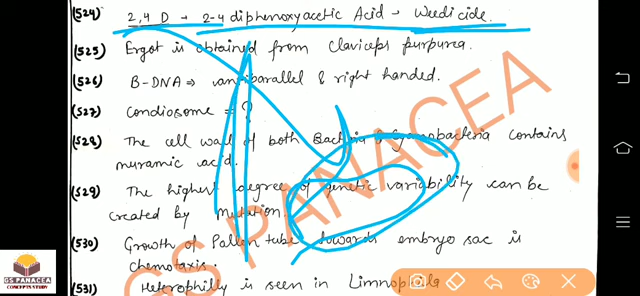 (524) 2,4 D → 2-4 diphenoxyacetic Acid - Weedicide.
(525) Ergot is obtained from Claviceps purpurea.
(526) B-DNA ⇒ antiparallel & right handed.
(527) Condiosome ⇒ ?
(528) The cell wall of both Bacteria & Cyanobacteria contains
muramic acid.
(529) The highest degree of genetic variability can be
created by Mutation.
(530) Growth of Pollen tube towards embryo sac is
chemotaxis.
(531) Heterophilly is seen in Limnophila
GS PANACEA
GS PANACEA
CONCEPTS STUDY